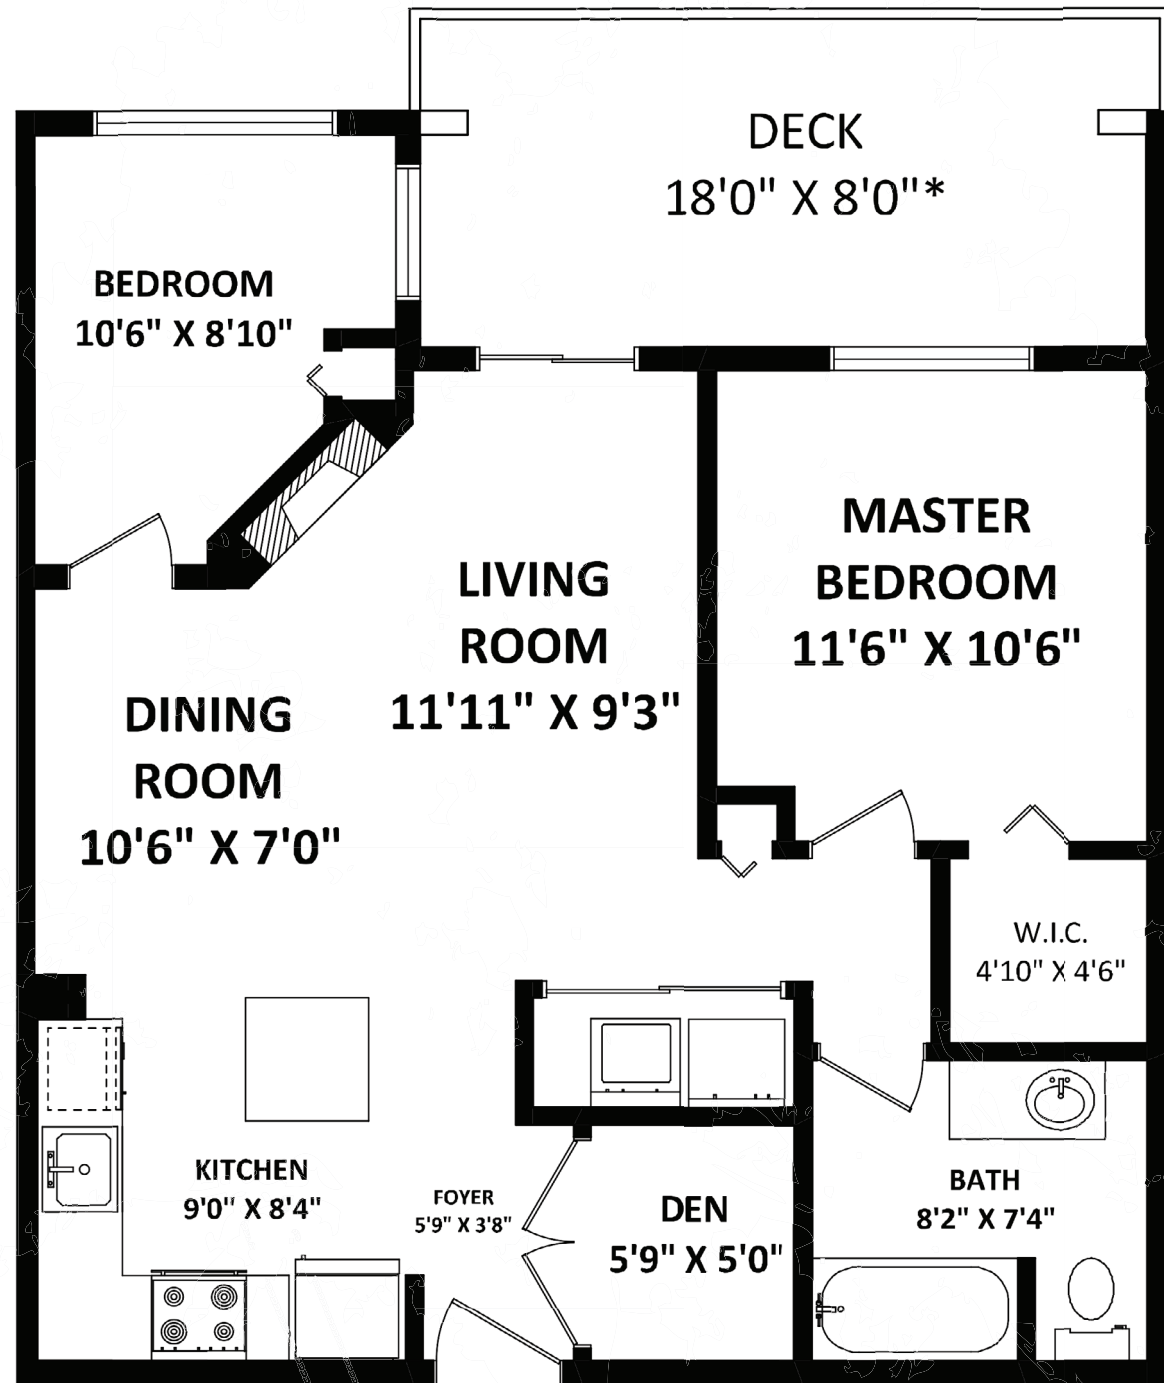 DECK
18'0" X 8'0"*
BEDROOM
10'6" X 8'10"
MASTER
BEDROOM
11'6" X 10'6"
LIVING
ROOM
11'11" X 9'3"
DINING
ROOM
10'6" X 7'0"
W.I.C.
4'10" X 4'6"
KITCHEN
9'0" X 8'4"
FOYER
5'9" X 3'8"
DEN
5'9" X 5'0"
BATH
8'2" X 7'4"